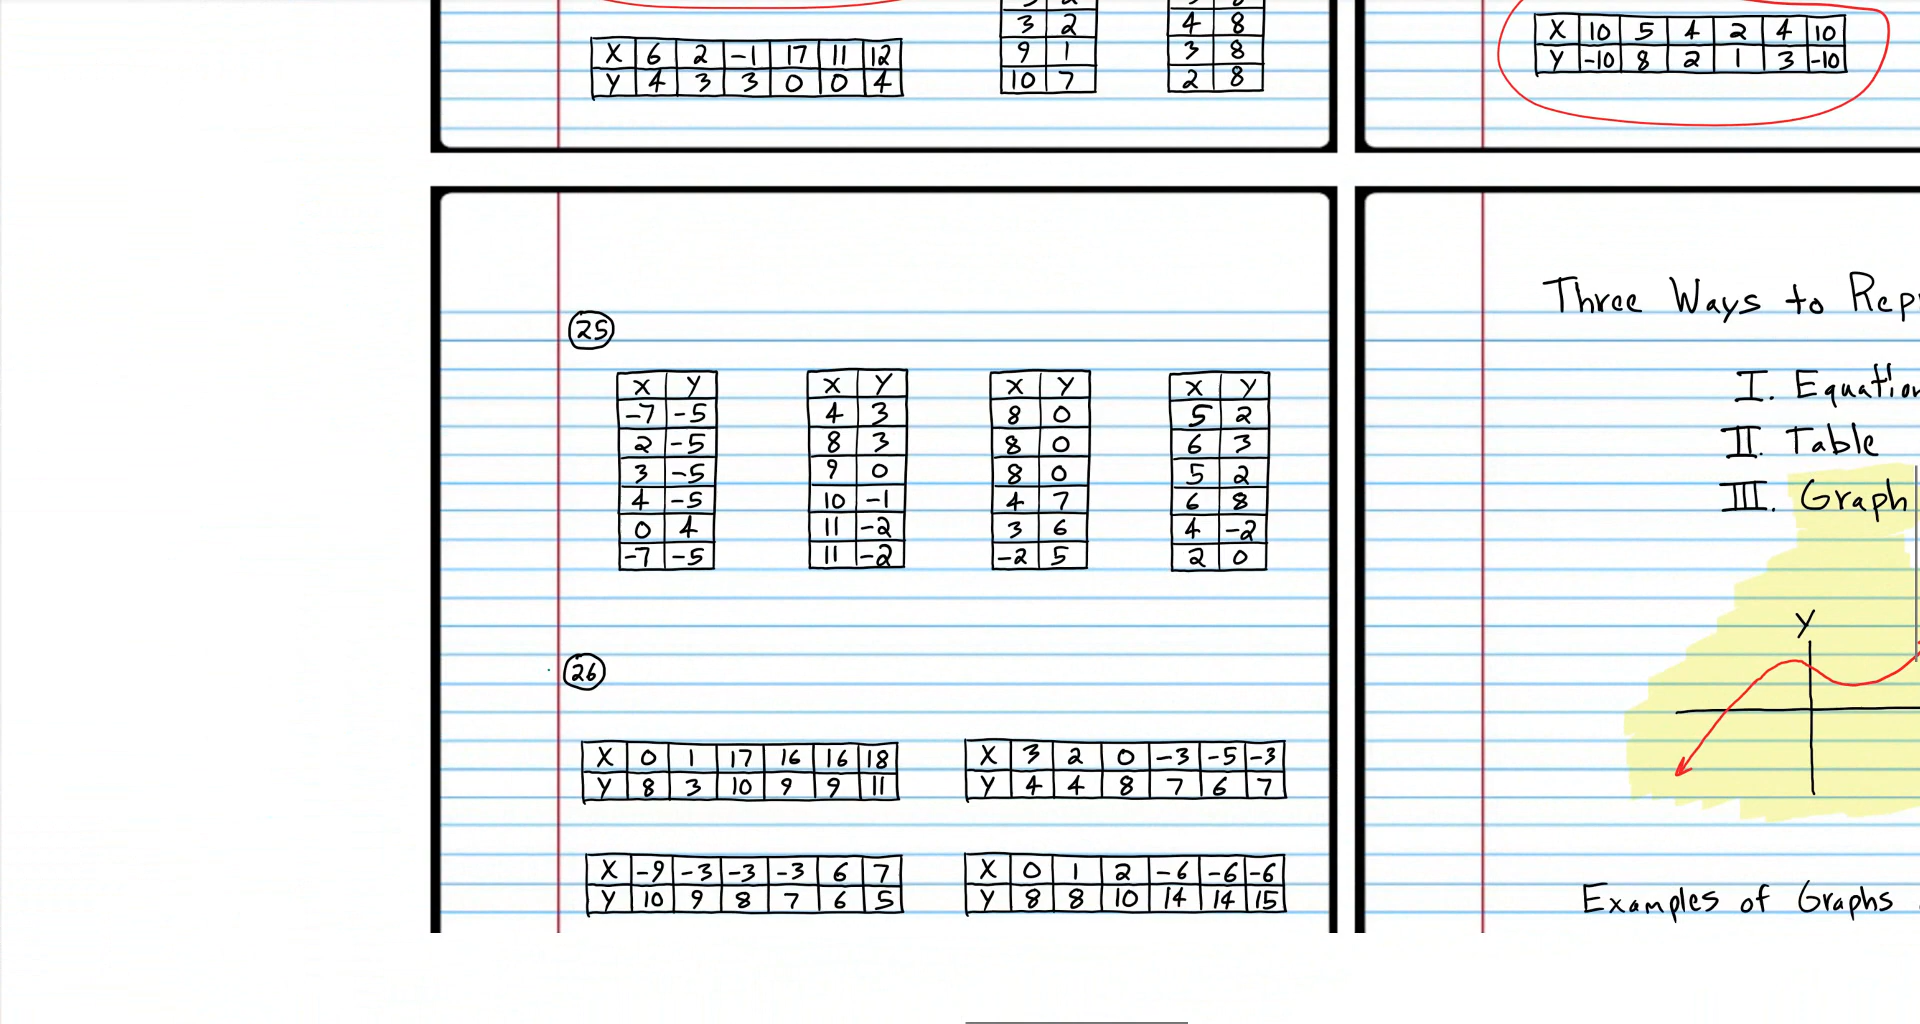 3 2
9 1
10 7
4 8
3 8
2 8
X 6 2 -1 17 11 12
Y 4 3 3 0 0 4
X 10 5 4 2 4 10
Y -10 8 2 1 3 -10
25
X Y
-7 -5
2 -5
3 -5
4 -5
0 4
-7 -5
X Y
4 3
8 3
9 0
10 -1
11 -2
11 -2
X Y
8 0
8 0
8 0
4 7
3 6
-2 5
X Y
5 2
6 3
5 2
6 8
4 -2
2 0
26
X 0 1 17 16 16 18
Y 8 3 10 9 9 11
X 3 2 0 -3 -5 -3
Y 4 4 8 7 6 7
X -9 -3 -3 -3 6 7
Y 10 9 8 7 6 5
X 0 1 2 -6 -6 -6
Y 8 8 10 14 14 15
Three Ways to Rep
I. Equation
II. Table
III. Graph
Y
Examples of Graphs